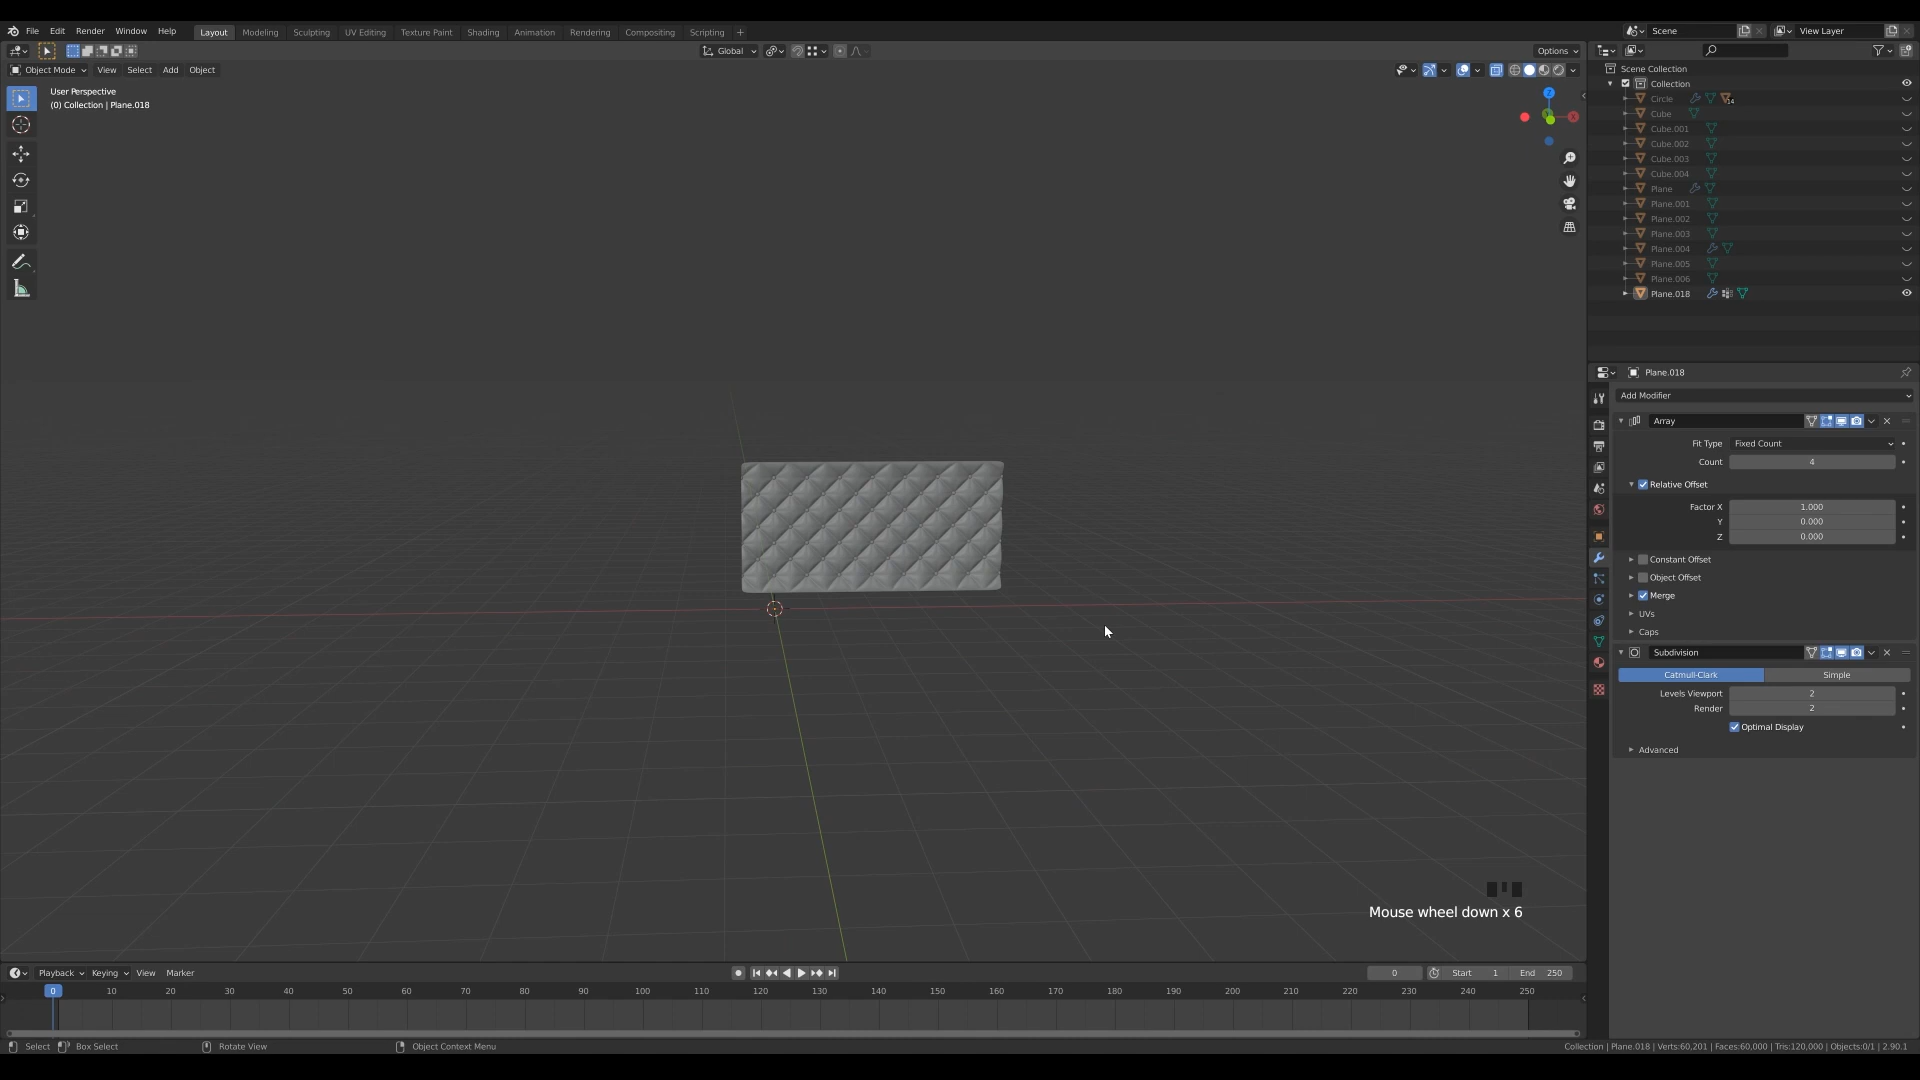 File Edit Render Window Help Layout Modeling Sculpting UV Editing Texture Paint Shading Animation Rendering Compositing Scripting + Scene View Layer
Global Options
Object Mode View Select Add Object
User Perspective
(0) Collection | Plane.018
Z
X
Scene Collection
Collection
Circle 14
Cube
Cube.001
Cube.002
Cube.003
Cube.004
Plane
Plane.001
Plane.002
Plane.003
Plane.004
Plane.005
Plane.006
Plane.018
Plane.018
Add Modifier
Array
Fit Type Fixed Count
Count 4
Relative Offset
Factor X 1.000
Y 0.000
Z 0.000
Constant Offset
Object Offset
Merge
UVs
Caps
Subdivision
Catmull-Clark Simple
Levels Viewport 2
Render 2
Optimal Display
Advanced
Mouse wheel down x 6
Playback Keying View Marker 0 Start 1 End 250
0 10 20 30 40 50 60 70 80 90 100 110 120 130 140 150 160 170 180 190 200 210 220 230 240 250
Select Box Select Rotate View Object Context Menu Collection | Plane.018 | Verts:60,201 | Faces:60,000 | Tris:120,000 | Objects:0/1 | 2.90.1